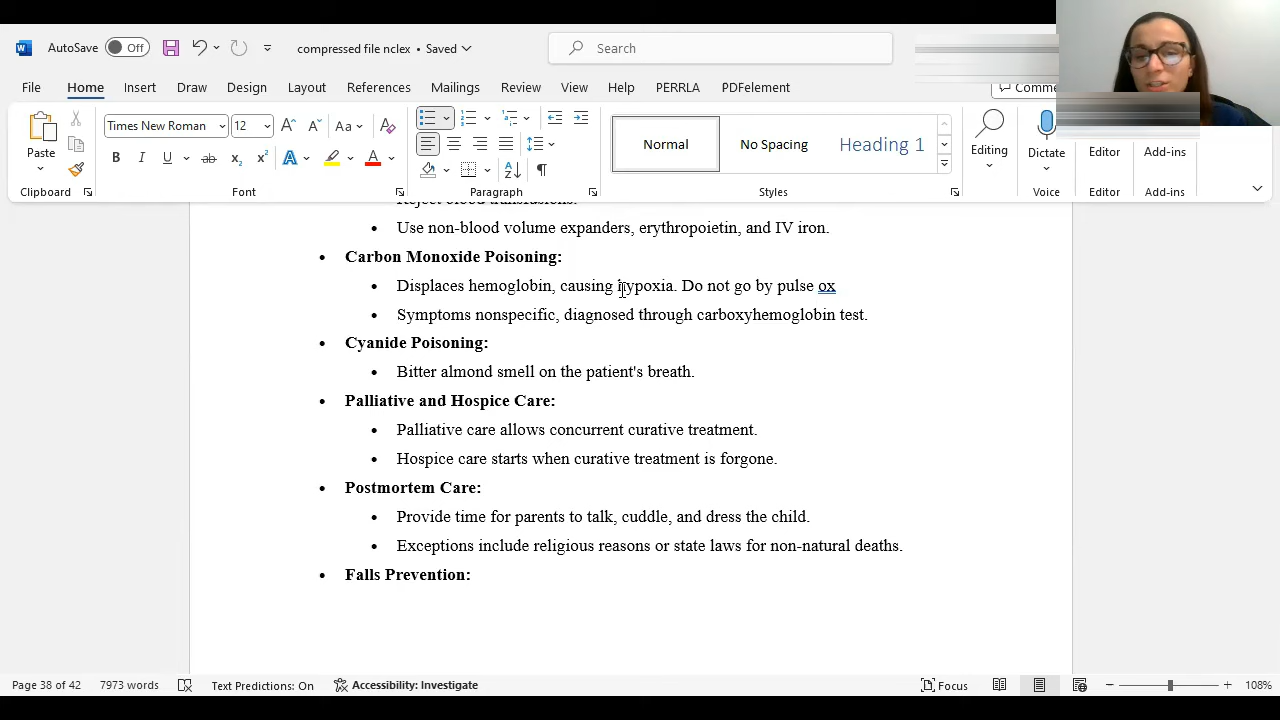 AutoSave Off compressed file nclex • Saved Search
File Home Insert Draw Design Layout References Mailings Review View Help PERRLA PDFelement
Paste Times New Roman 12 Aa Normal No Spacing Heading 1 Editing Dictate Editor Add-ins
Clipboard Font Paragraph Styles Voice Editor Add-ins
Reject blood transfusions.
• Use non-blood volume expanders, erythropoietin, and IV iron.
• Carbon Monoxide Poisoning:
• Displaces hemoglobin, causing hypoxia. Do not go by pulse ox
• Symptoms nonspecific, diagnosed through carboxyhemoglobin test.
• Cyanide Poisoning:
• Bitter almond smell on the patient's breath.
• Palliative and Hospice Care:
• Palliative care allows concurrent curative treatment.
• Hospice care starts when curative treatment is forgone.
• Postmortem Care:
• Provide time for parents to talk, cuddle, and dress the child.
• Exceptions include religious reasons or state laws for non-natural deaths.
• Falls Prevention:
Page 38 of 42 7973 words Text Predictions: On Accessibility: Investigate Focus 108%